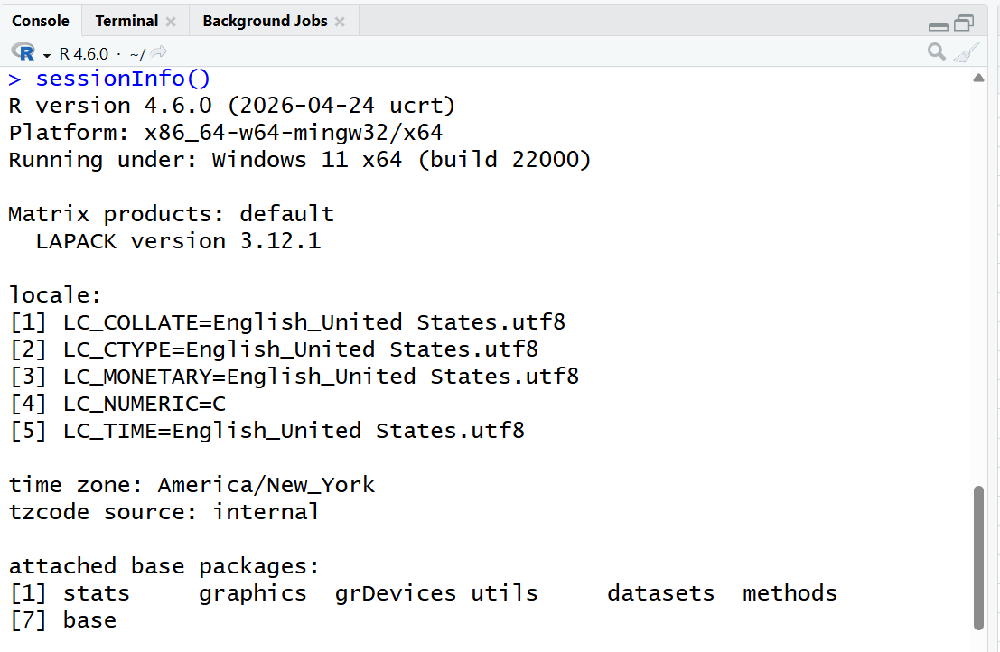 Console Terminal Background Jobs
R R 4.6.0 · ~/
> sessionInfo()
R version 4.6.0 (2026-04-24 ucrt)
Platform: x86_64-w64-mingw32/x64
Running under: Windows 11 x64 (build 22000)

Matrix products: default
  LAPACK version 3.12.1

locale:
[1] LC_COLLATE=English_United States.utf8
[2] LC_CTYPE=English_United States.utf8
[3] LC_MONETARY=English_United States.utf8
[4] LC_NUMERIC=C
[5] LC_TIME=English_United States.utf8

time zone: America/New_York
tzcode source: internal

attached base packages:
[1] stats     graphics  grDevices utils     datasets  methods
[7] base